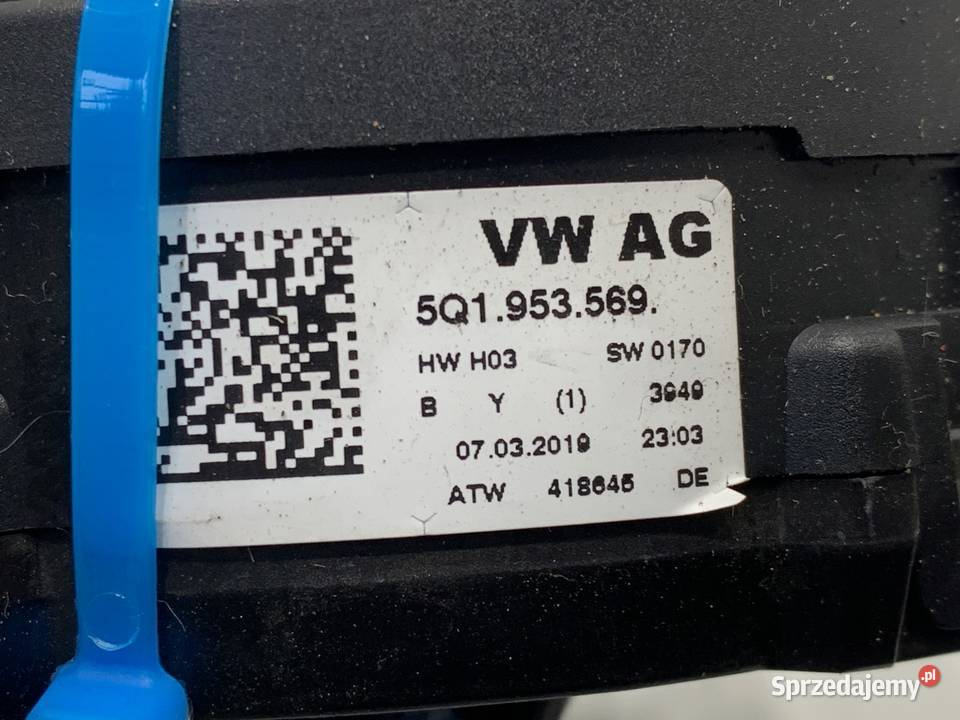 VW AG
5Q1.953.569.
HW H03 SW 0170
B Y (1) 3949
07.03.2019 23:03
ATW 418645 DE
Sprzedajemy.pl